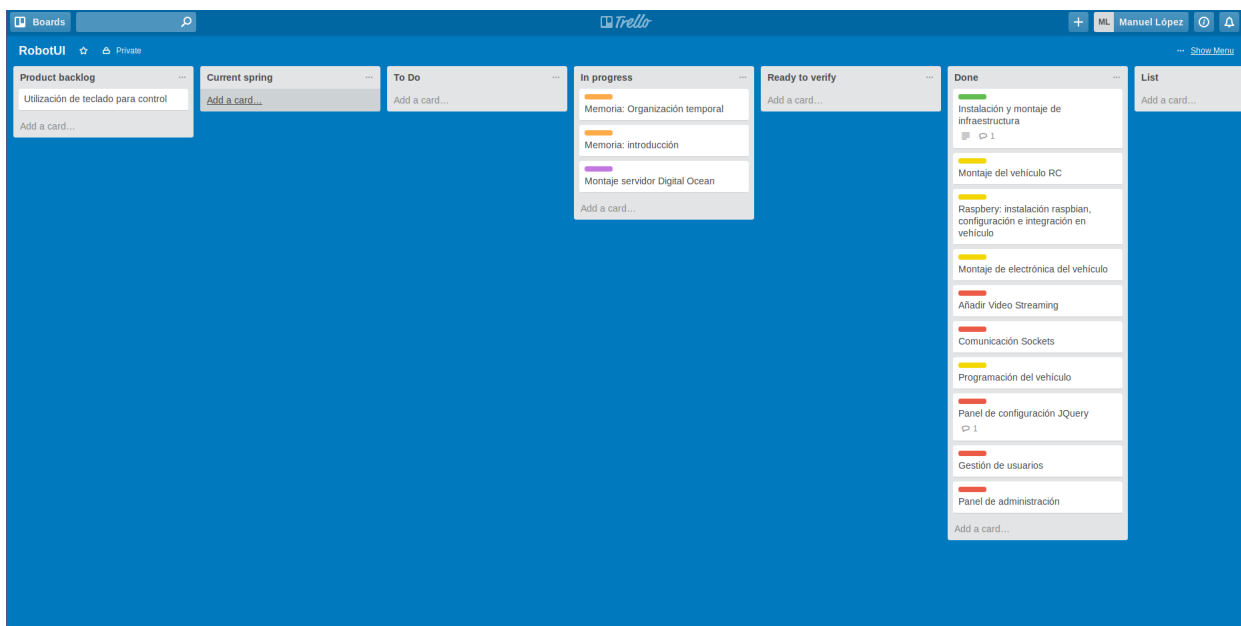 Boards
Trello
ML Manuel López
RobotUI
Private
··· Show Menu
Product backlog
Utilización de teclado para control
Add a card...
Current spring
Add a card...
To Do
Add a card...
In progress
Memoria: Organización temporal
Memoria: introducción
Montaje servidor Digital Ocean
Add a card...
Ready to verify
Add a card...
Done
Instalación y montaje de
infraestructura
1
Montaje del vehículo RC
Raspbery: instalación raspbian,
configuración e integración en
vehículo
Montaje de electrónica del vehículo
Añadir Video Streaming
Comunicación Sockets
Programación del vehículo
Panel de configuración JQuery
1
Gestión de usuarios
Panel de administración
Add a card...
List
Add a card...